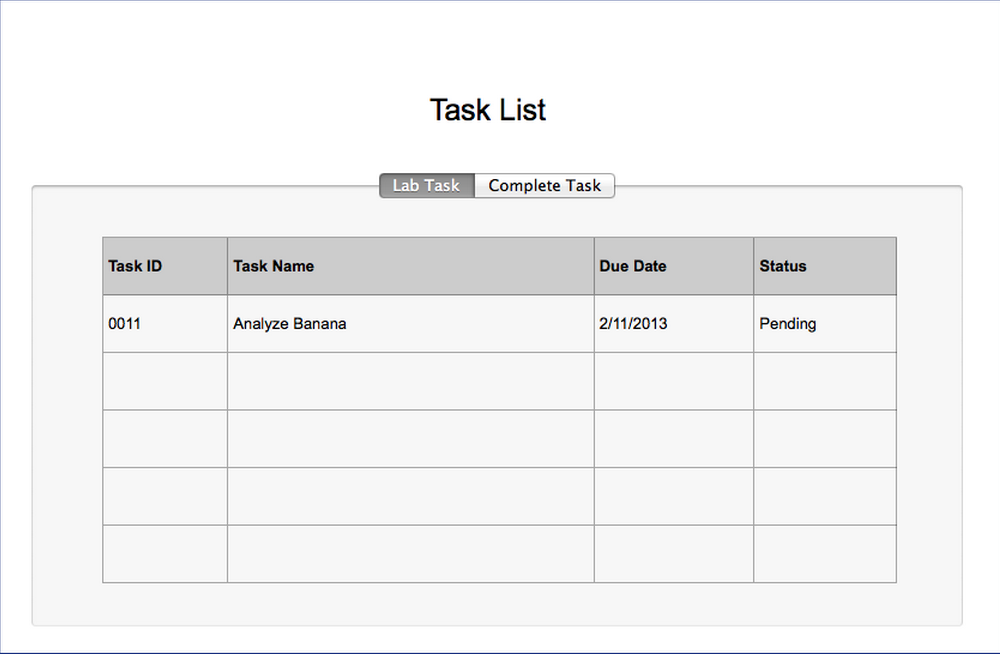 Task List
Lab Task Complete Task
Task ID Task Name Due Date Status
0011 Analyze Banana 2/11/2013 Pending